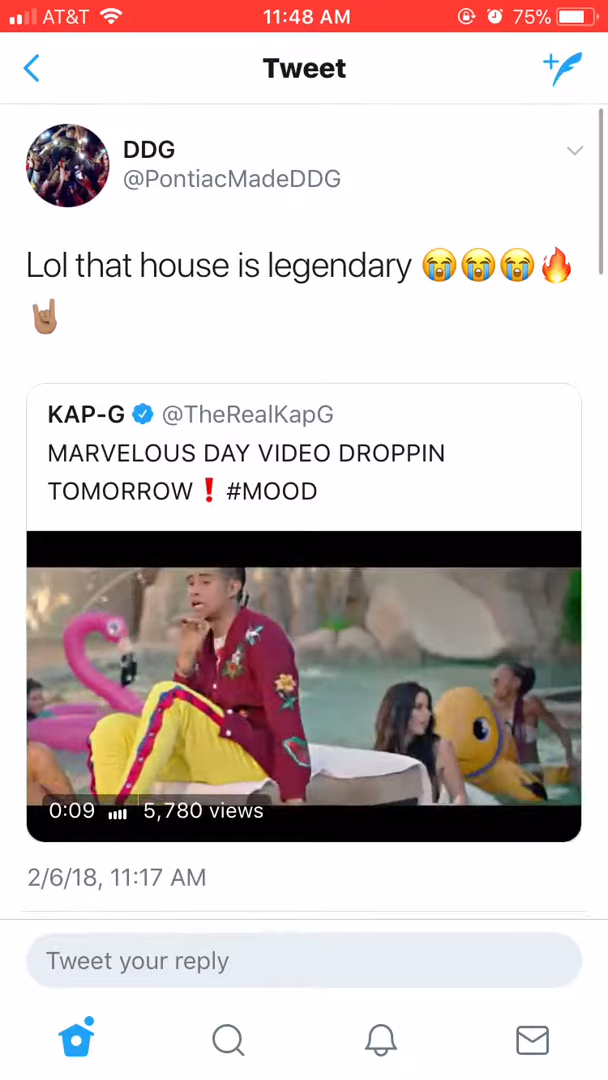 AT&T 11:48 AM 75%
Tweet
DDG
@PontiacMadeDDG
Lol that house is legendary 😭😭😭🔥
🤘🏽
KAP-G @TheRealKapG
MARVELOUS DAY VIDEO DROPPIN
TOMORROW❗ #MOOD
0:09 5,780 views
2/6/18, 11:17 AM
Tweet your reply